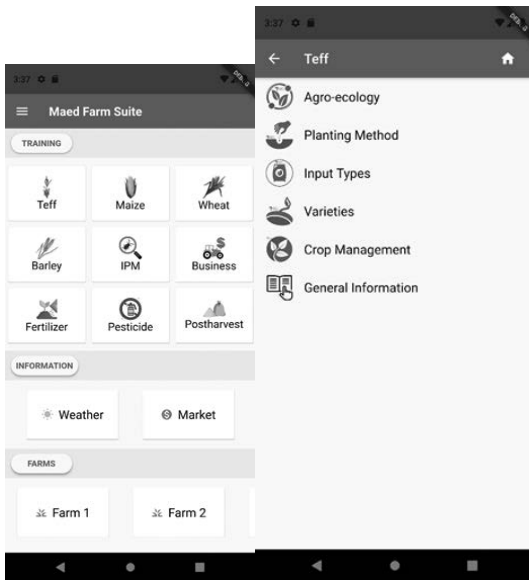 3:37
Maed Farm Suite
TRAINING
Teff
Maize
Wheat
Barley
IPM
Business
Fertilizer
Pesticide
Postharvest
INFORMATION
Weather
Market
FARMS
Farm 1
Farm 2
3:37
Teff
Agro-ecology
Planting Method
Input Types
Varieties
Crop Management
General Information